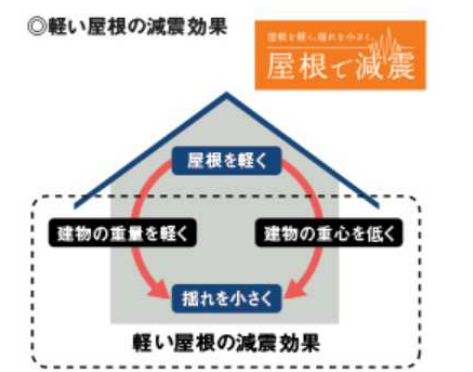 ◎軽い屋根の減震効果
屋根を軽く、揺れを小さく
屋根で減震
屋根を軽く
建物の重量を軽く
建物の重心を低く
揺れを小さく
軽い屋根の減震効果